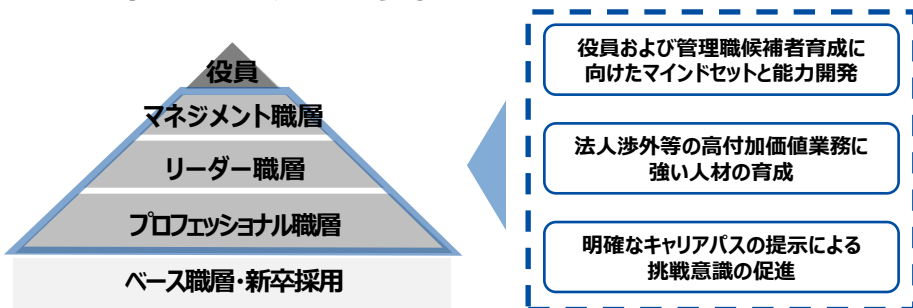 役員
マネジメント職層
リーダー職層
プロフェッショナル職層
ベース職層・新卒採用
役員および管理職候補者育成に
向けたマインドセットと能力開発
法人渉外等の高付加価値業務に
強い人材の育成
明確なキャリアパスの提示による
挑戦意識の促進